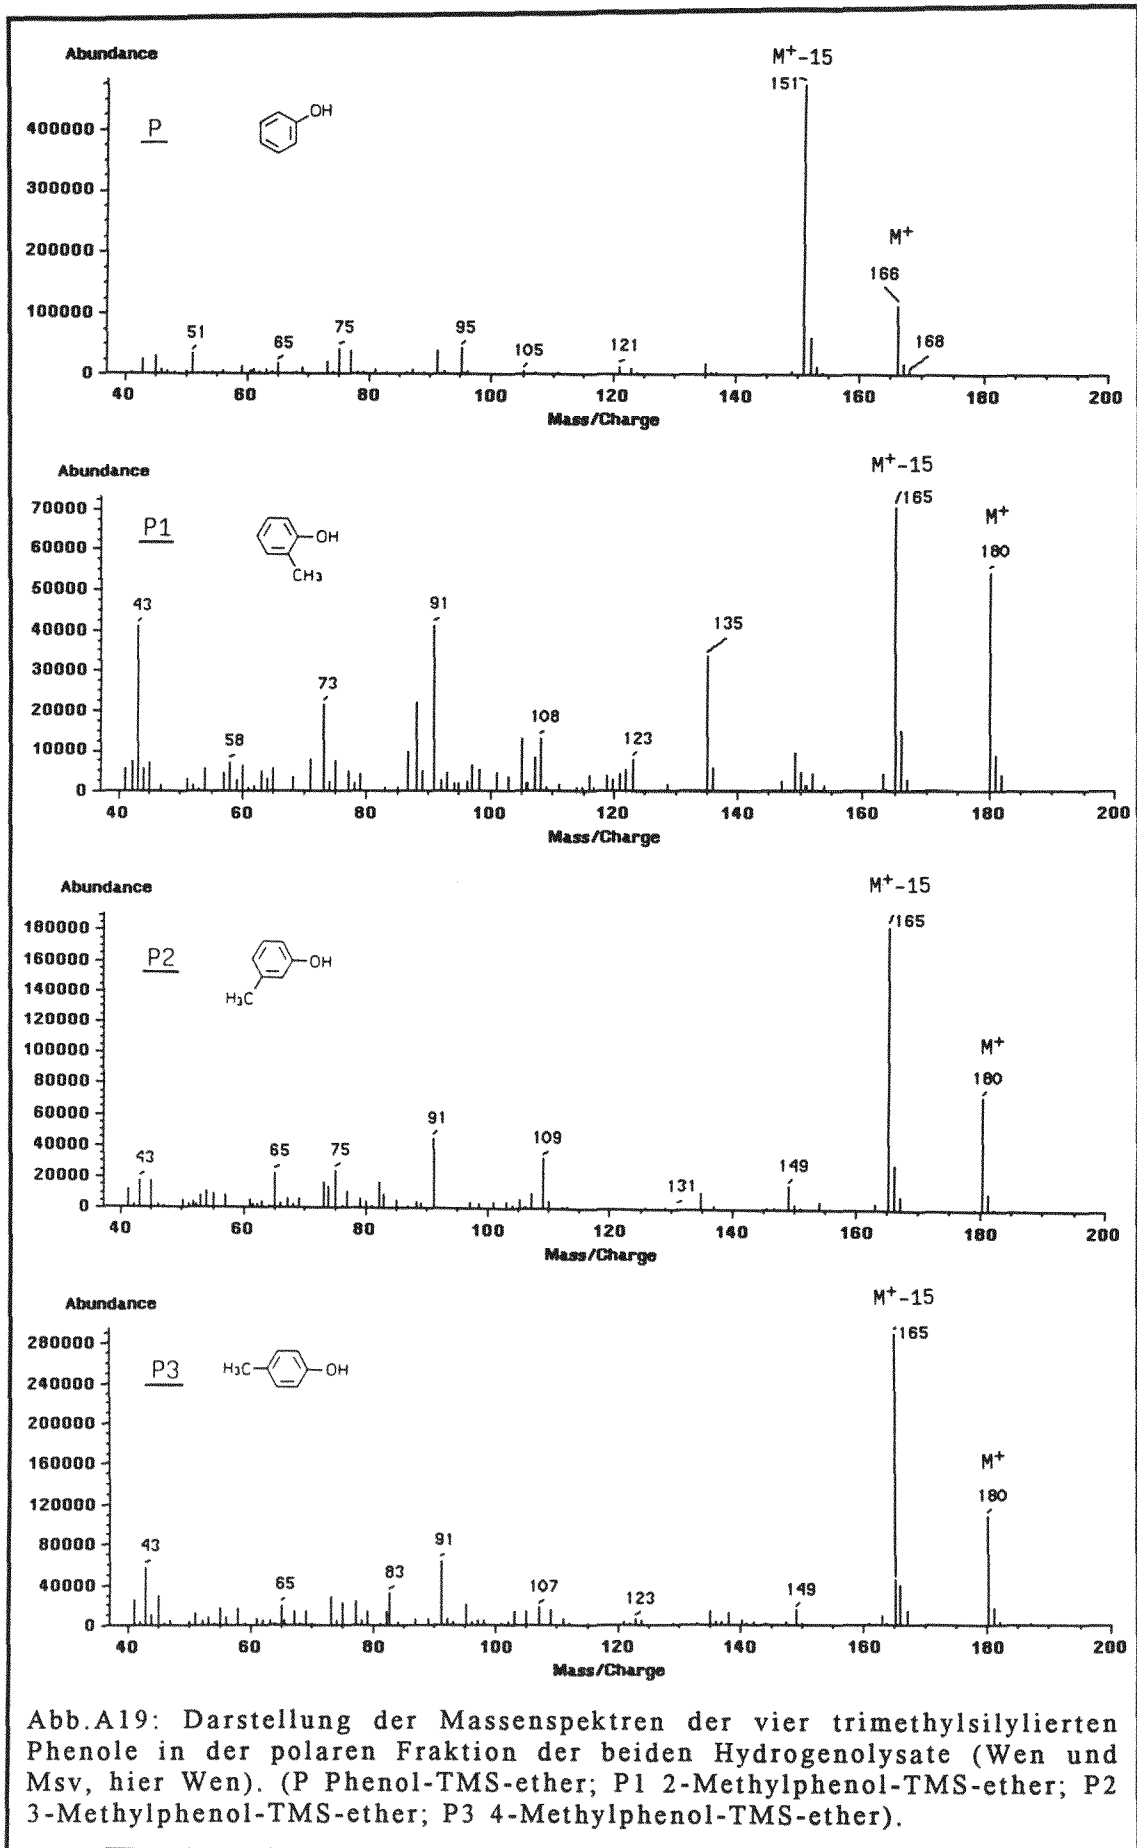 Abundance
M⁺-15
151
400000
P
OH
300000
200000
M⁺
166
100000
51
65
75
95
105
121
168
0
40 60 80 100 120 140 160 180 200
Mass/Charge
Abundance
M⁺-15
70000
P1
OH
CH₃
165
M⁺
60000
180
50000
43
91
40000
135
30000
73
20000
58
108
123
10000
0
40 60 80 100 120 140 160 180 200
Mass/Charge
Abundance
M⁺-15
180000
165
P2
OH
160000
H₃C
140000
120000
M⁺
100000
180
80000
91
60000
43
65
75
109
40000
131
149
20000
0
40 60 80 100 120 140 160 180 200
Mass/Charge
Abundance
M⁺-15
165
280000
P3
H₃C
OH
240000
200000
M⁺
160000
180
120000
43
91
80000
65
83
107
123
149
40000
0
40 60 80 100 120 140 160 180 200
Mass/Charge
Abb.A19: Darstellung der Massenspektren der vier trimethylsilylierten
Phenole in der polaren Fraktion der beiden Hydrogenolysate (Wen und
Msv, hier Wen). (P Phenol-TMS-ether; P1 2-Methylphenol-TMS-ether; P2
3-Methylphenol-TMS-ether; P3 4-Methylphenol-TMS-ether).